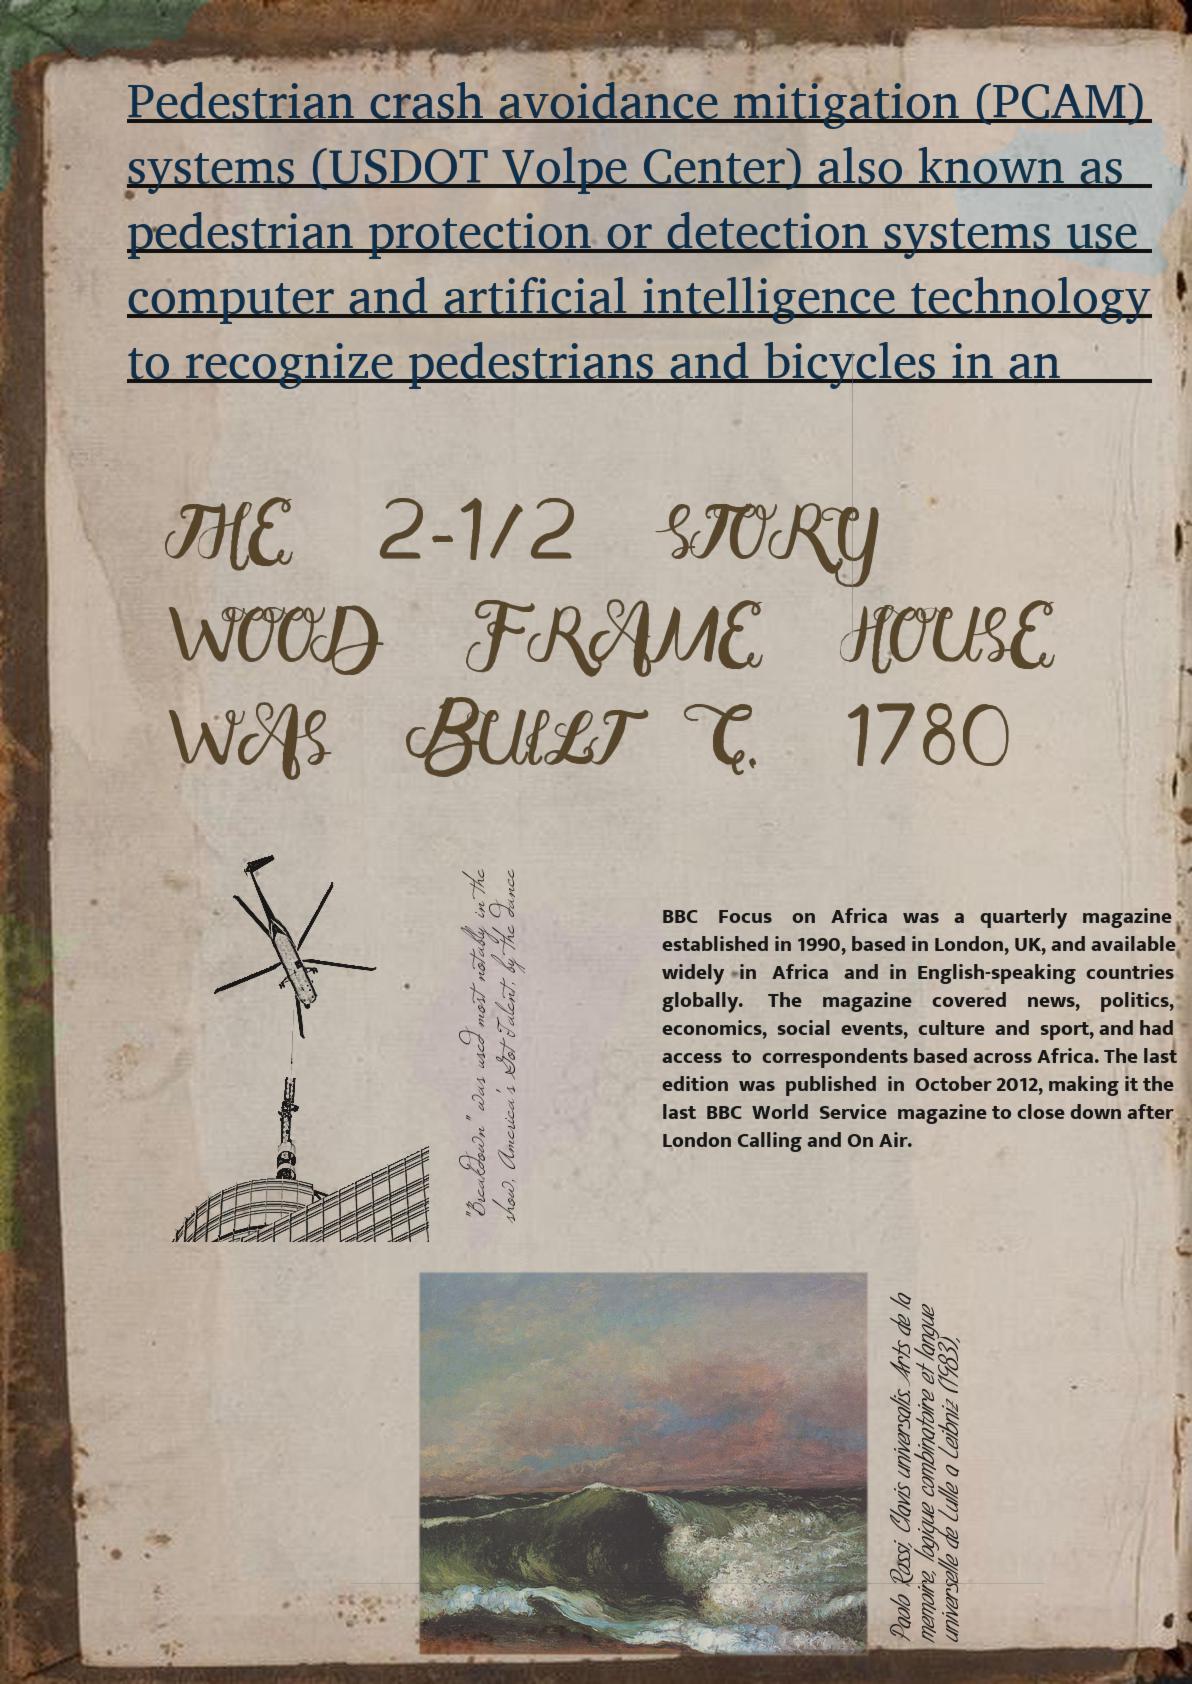 Pedestrian crash avoidance mitigation (PCAM)
systems (USDOT Volpe Center) also known as
pedestrian protection or detection systems use
computer and artificial intelligence technology
to recognize pedestrians and bicycles in an
THE 2-1/2 STORY
WOOD FRAME HOUSE
WAS BUILT C. 1780
"Breakdown" was used most notably in the
show, America's Got Talent, by the dance
BBC Focus on Africa was a quarterly magazine
established in 1990, based in London, UK, and available
widely in Africa and in English-speaking countries
globally. The magazine covered news, politics,
economics, social events, culture and sport, and had
access to correspondents based across Africa. The last
edition was published in October 2012, making it the
last BBC World Service magazine to close down after
London Calling and On Air.
Paolo Rossi, Clavis universalis. Arts de la
memoire, logique combinatoire et langue
universelle de Lulle a Leibniz (1983),